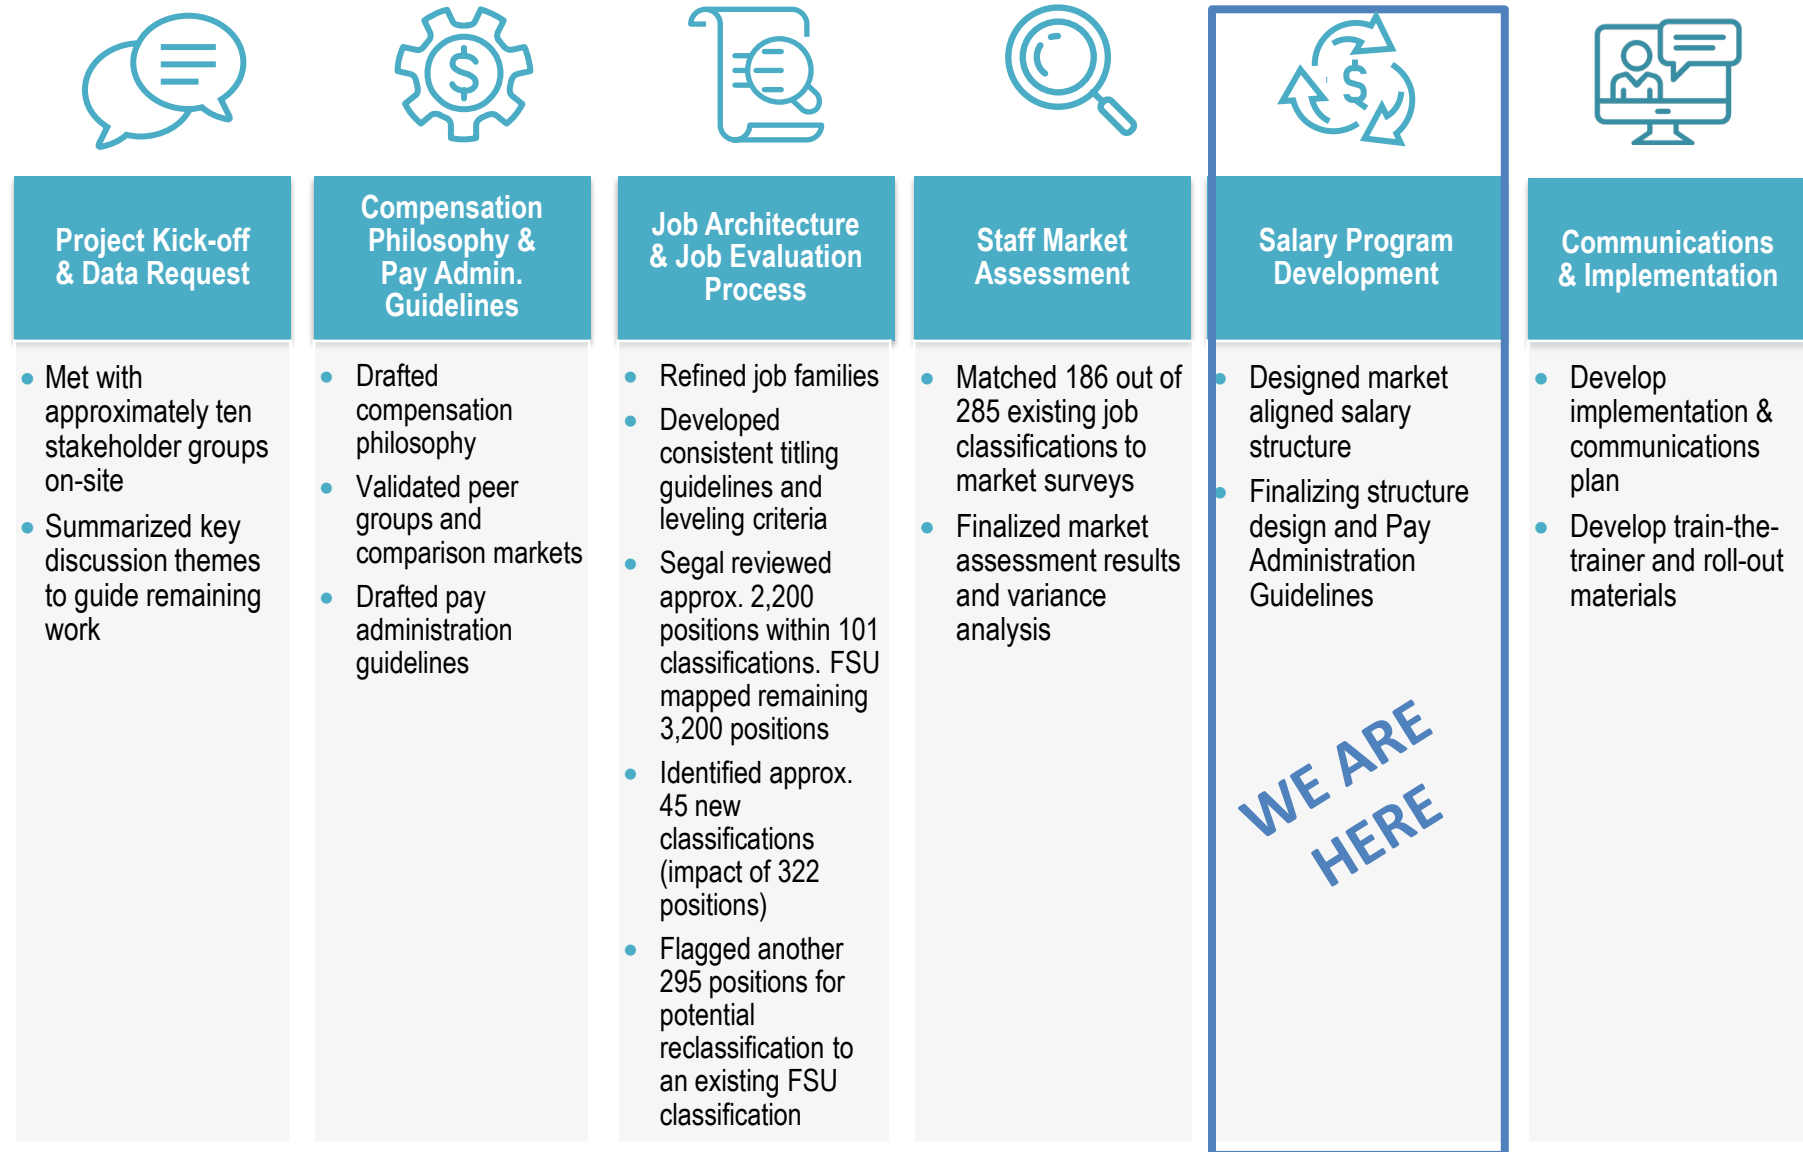 Project Kick-off
& Data Request
• Met with
approximately ten
stakeholder groups
on-site
• Summarized key
discussion themes
to guide remaining
work
Compensation
Philosophy &
Pay Admin.
Guidelines
• Drafted
compensation
philosophy
• Validated peer
groups and
comparison markets
• Drafted pay
administration
guidelines
Job Architecture
& Job Evaluation
Process
• Refined job families
• Developed
consistent titling
guidelines and
leveling criteria
• Segal reviewed
approx. 2,200
positions within 101
classifications. FSU
mapped remaining
3,200 positions
• Identified approx.
45 new
classifications
(impact of 322
positions)
• Flagged another
295 positions for
potential
reclassification to
an existing FSU
classification
Staff Market
Assessment
• Matched 186 out of
285 existing job
classifications to
market surveys
• Finalized market
assessment results
and variance
analysis
$
Salary Program
Development
• Designed market
aligned salary
structure
• Finalizing structure
design and Pay
Administration
Guidelines
WE ARE
HERE
Communications
& Implementation
• Develop
implementation &
communications
plan
• Develop train-the-
trainer and roll-out
materials